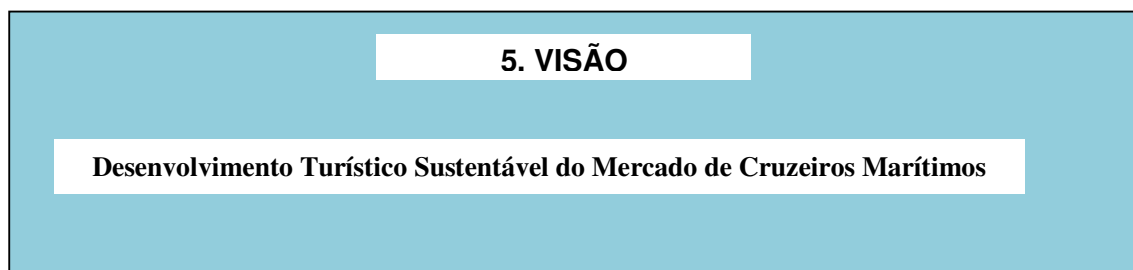 5. VISÃO
Desenvolvimento Turístico Sustentável do Mercado de Cruzeiros Marítimos